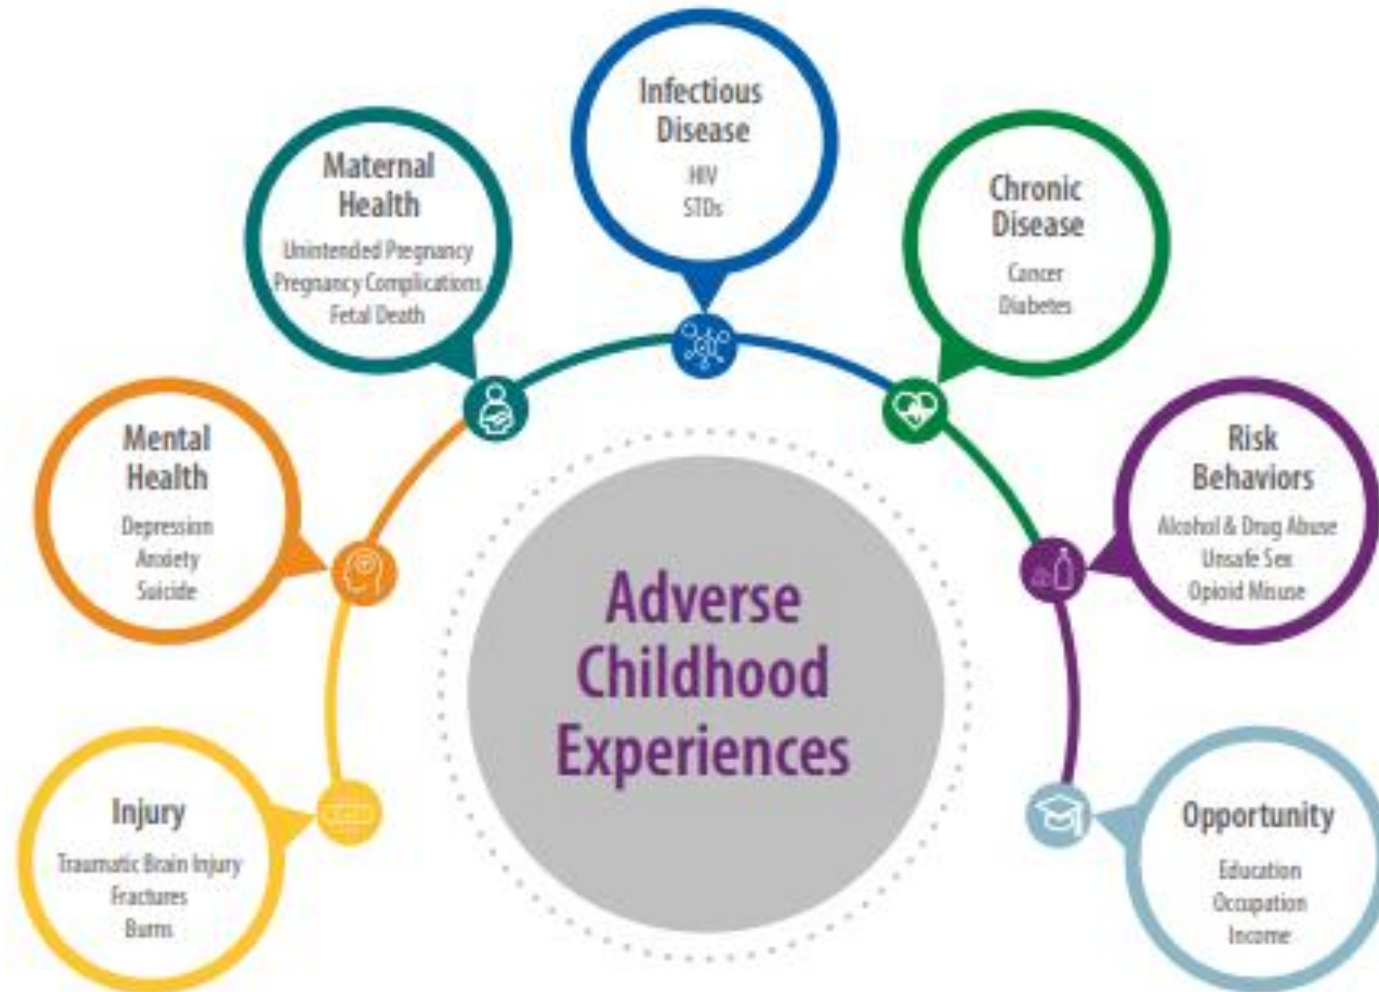 Infectious
Disease
HIV
STDs
Maternal
Health
Unintended Pregnancy
Pregnancy Complications
Fetal Death
Chronic
Disease
Cancer
Diabetes
Mental
Health
Depression
Anxiety
Suicide
Risk
Behaviors
Alcohol & Drug Abuse
Unsafe Sex
Opioid Misuse
Adverse
Childhood
Experiences
Injury
Traumatic Brain Injury
Fractures
Burns
Opportunity
Education
Occupation
Income